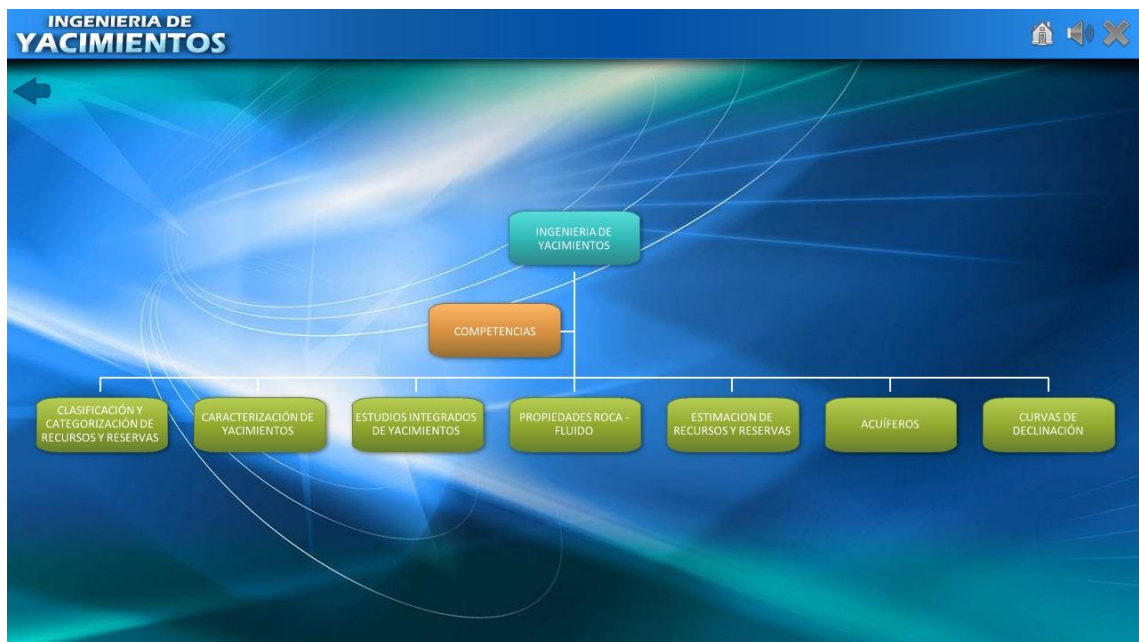 INGENIERIA DE
YACIMIENTOS
INGENIERIA DE
YACIMIENTOS
COMPETENCIAS
CLASIFICACIÓN Y
CATEGORIZACIÓN DE
RECURSOS Y RESERVAS
CARACTERIZACIÓN DE
YACIMIENTOS
ESTUDIOS INTEGRADOS
DE YACIMIENTOS
PROPIEDADES ROCA -
FLUIDO
ESTIMACION DE
RECURSOS Y RESERVAS
ACUÍFEROS
CURVAS DE
DECLINACIÓN